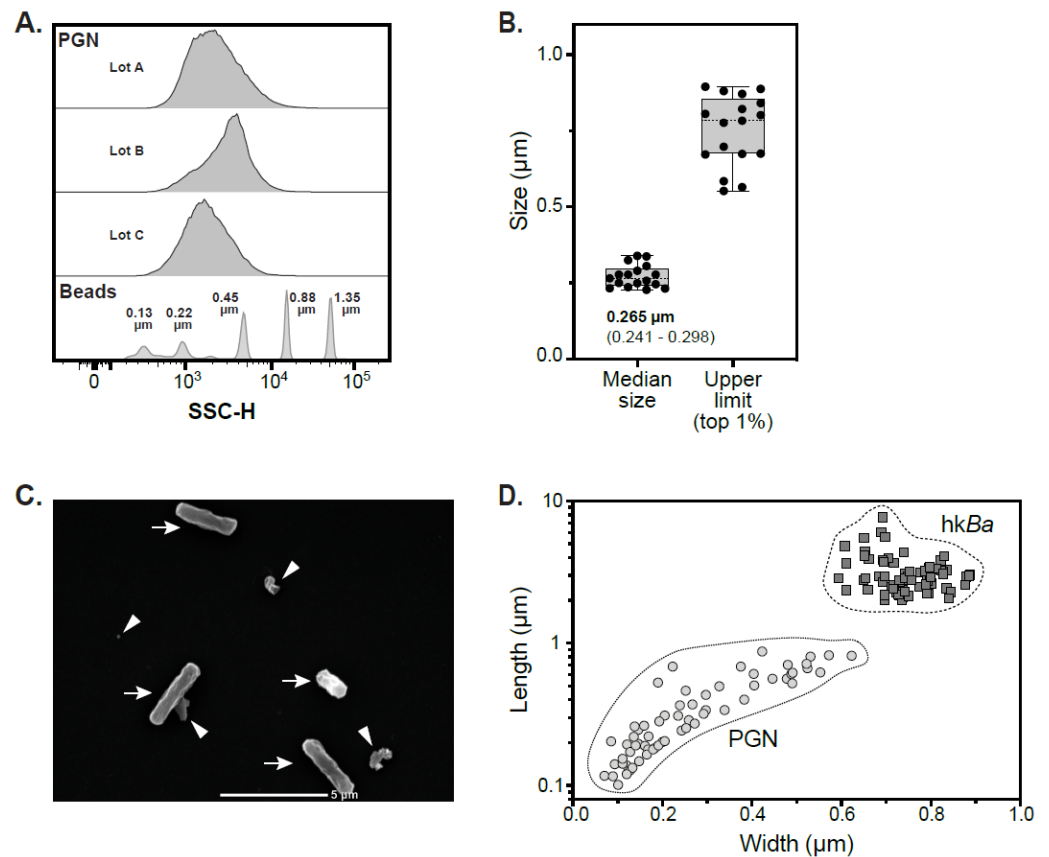 A.
PGN
Lot A
Lot B
Lot C
Beads
0.13 µm
0.22 µm
0.45 µm
0.88 µm
1.35 µm
0
10³
10⁴
10⁵
SSC-H
B.
Size (µm)
1.0
0.5
0.0
0.265 µm
(0.241 - 0.298)
Median
size
Upper
limit
(top 1%)
C.
5 µm
D.
Length (µm)
10
1
0.1
hkBa
PGN
0.0
0.2
0.4
0.6
0.8
1.0
Width (µm)